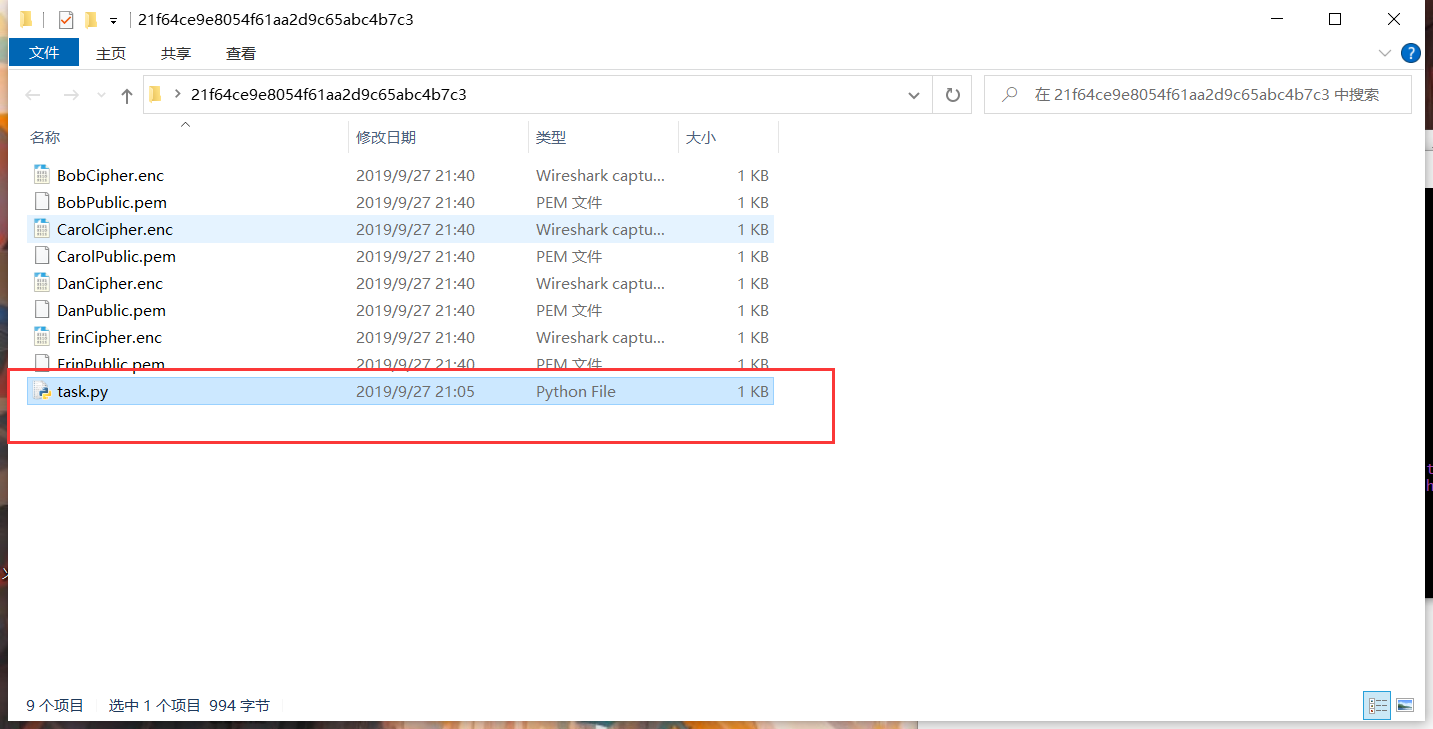 21f64ce9e8054f61aa2d9c65abc4b7c3
文件 主页 共享 查看
?
21f64ce9e8054f61aa2d9c65abc4b7c3 在 21f64ce9e8054f61aa2d9c65abc4b7c3 中搜索
名称 修改日期 类型 大小
BobCipher.enc 2019/9/27 21:40 Wireshark captu... 1 KB
BobPublic.pem 2019/9/27 21:40 PEM 文件 1 KB
CarolCipher.enc 2019/9/27 21:40 Wireshark captu... 1 KB
CarolPublic.pem 2019/9/27 21:40 PEM 文件 1 KB
DanCipher.enc 2019/9/27 21:40 Wireshark captu... 1 KB
DanPublic.pem 2019/9/27 21:40 PEM 文件 1 KB
ErinCipher.enc 2019/9/27 21:40 Wireshark captu... 1 KB
ErinPublic.pem 2019/9/27 21:40 PEM 文件 1 KB
task.py 2019/9/27 21:05 Python File 1 KB
9 个项目 选中 1 个项目 994 字节